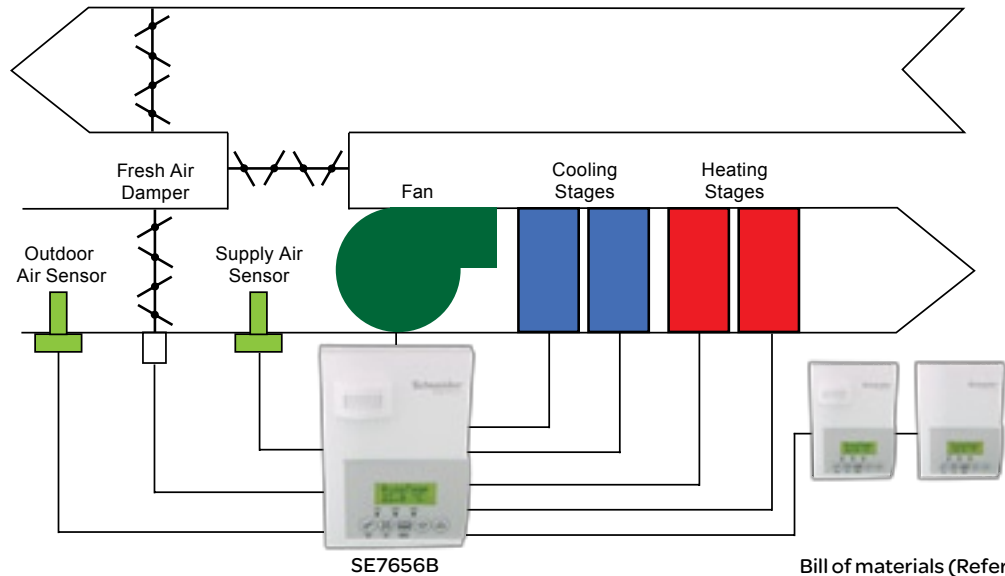 Fresh Air
Damper
Fan
Cooling
Stages
Heating
Stages
Outdoor
Air Sensor
Supply Air
Sensor
Schneider
SE7656B
Bill of materials (Refer